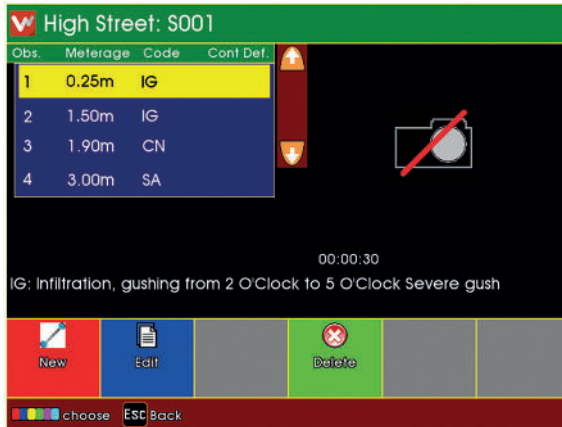 High Street: S001
Obs. Meterage Code Cont Def.
1 0.25m IG
2 1.50m IG
3 1.90m CN
4 3.00m SA
00:00:30
IG: Infiltration, gushing from 2 O'Clock to 5 O'Clock Severe gush
New Edit Delete
choose ESC Back